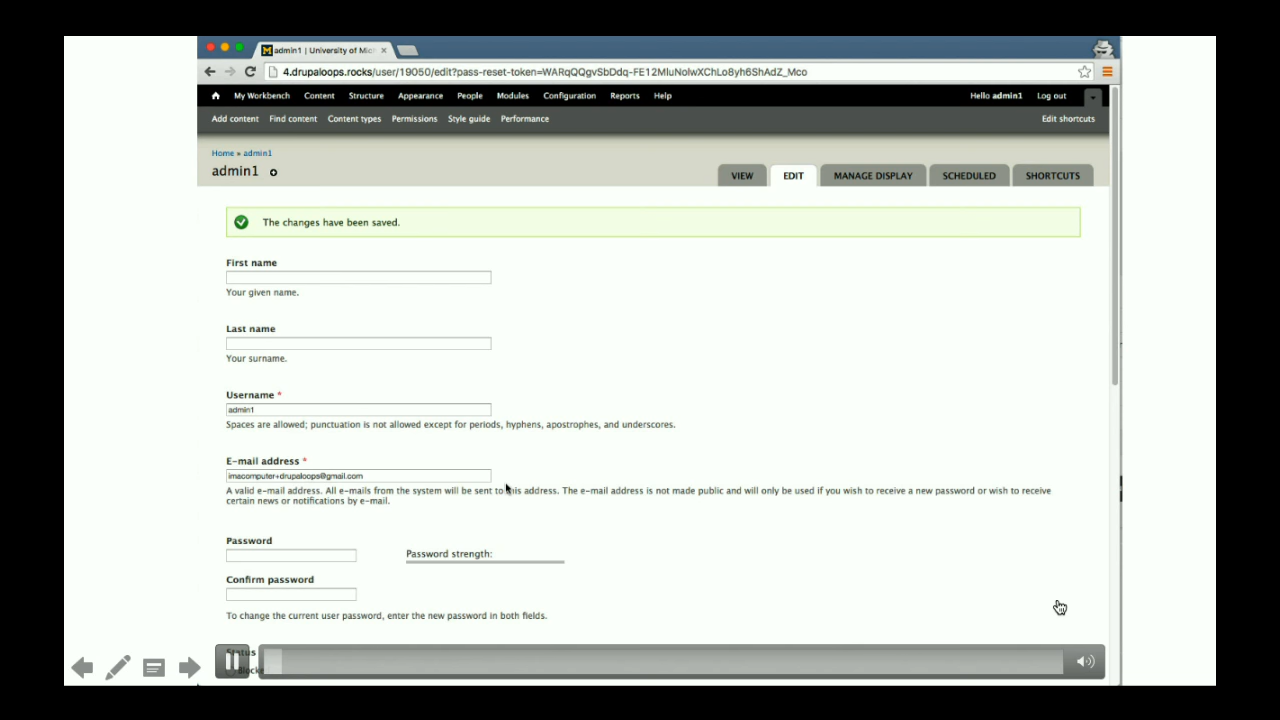 admin1 | University of Mic
4.drupaloops.rocks/user/19050/edit?pass-reset-token=WARqQQgvSbDdq-FE12MluNolwXChLo8yh6ShAdZ_Mco
My Workbench Content Structure Appearance People Modules Configuration Reports Help Hello admin1 Log out
Add content Find content Content types Permissions Style guide Performance Edit shortcuts
Home » admin1
admin1
VIEW EDIT MANAGE DISPLAY SCHEDULED SHORTCUTS
The changes have been saved.
First name
Your given name.
Last name
Your surname.
Username *
admin1
Spaces are allowed; punctuation is not allowed except for periods, hyphens, apostrophes, and underscores.
E-mail address *
imacomputer+drupaloops@gmail.com
A valid e-mail address. All e-mails from the system will be sent to this address. The e-mail address is not made public and will only be used if you wish to receive a new password or wish to receive
certain news or notifications by e-mail.
Password
Password strength:
Confirm password
To change the current user password, enter the new password in both fields.
Status
Blocke